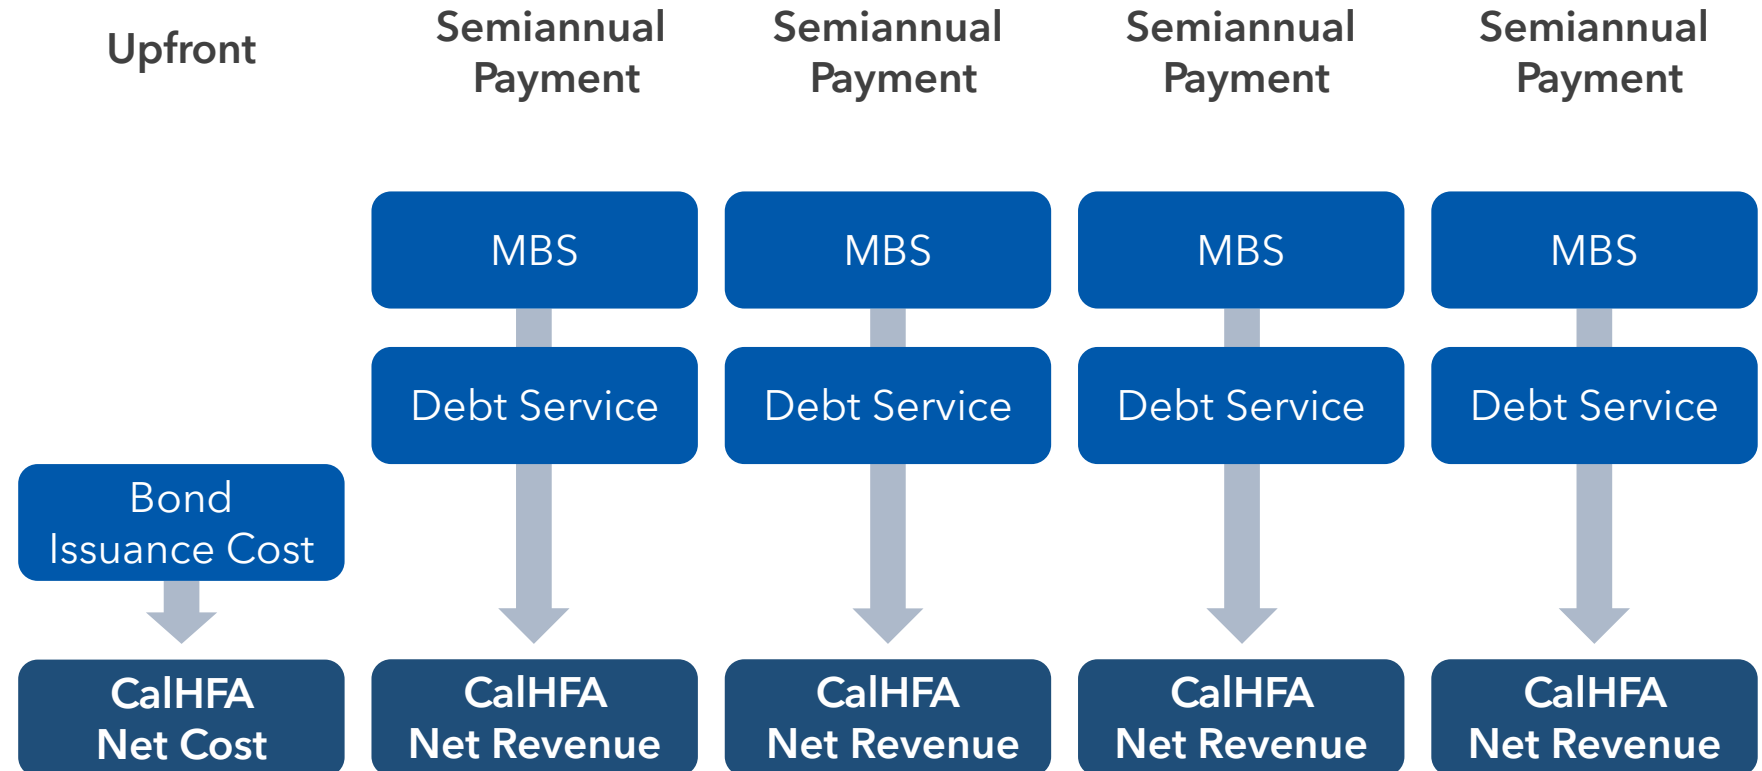 Upfront
Semiannual
Payment
Semiannual
Payment
Semiannual
Payment
Semiannual
Payment
MBS
MBS
MBS
MBS
Debt Service
Debt Service
Debt Service
Debt Service
Bond
Issuance Cost
CalHFA
Net Cost
CalHFA
Net Revenue
CalHFA
Net Revenue
CalHFA
Net Revenue
CalHFA
Net Revenue